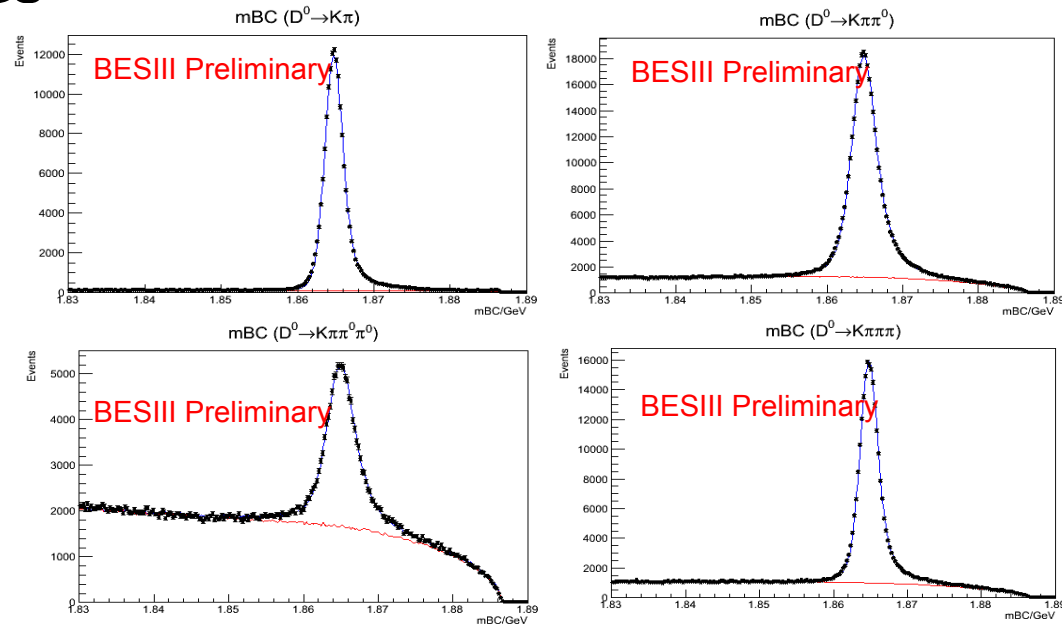 mBC (D⁰→Kπ)
Events
12000
10000
8000
6000
4000
2000
0
BESIII Preliminary
1.83 1.84 1.85 1.86 1.87 1.88 1.89
mBC/GeV
mBC (D⁰→Kππ⁰)
Events
18000
16000
14000
12000
10000
8000
6000
4000
2000
0
BESIII Preliminary
1.83 1.84 1.85 1.86 1.87 1.88 1.89
mBC/GeV
mBC (D⁰→Kππ⁰π⁰)
Events
5000
4000
3000
2000
1000
0
BESIII Preliminary
1.83 1.84 1.85 1.86 1.87 1.88 1.89
mBC/GeV
mBC (D⁰→Kπππ)
Events
16000
14000
12000
10000
8000
6000
4000
2000
0
BESIII Preliminary
1.83 1.84 1.85 1.86 1.87 1.88 1.89
mBC/GeV